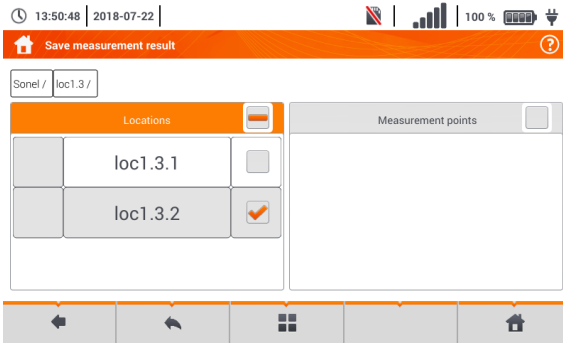 13:50:48 2018-07-22 100 %
Save measurement result ?
Sonel / loc1.3 /
Locations Measurement points
loc1.3.1
loc1.3.2